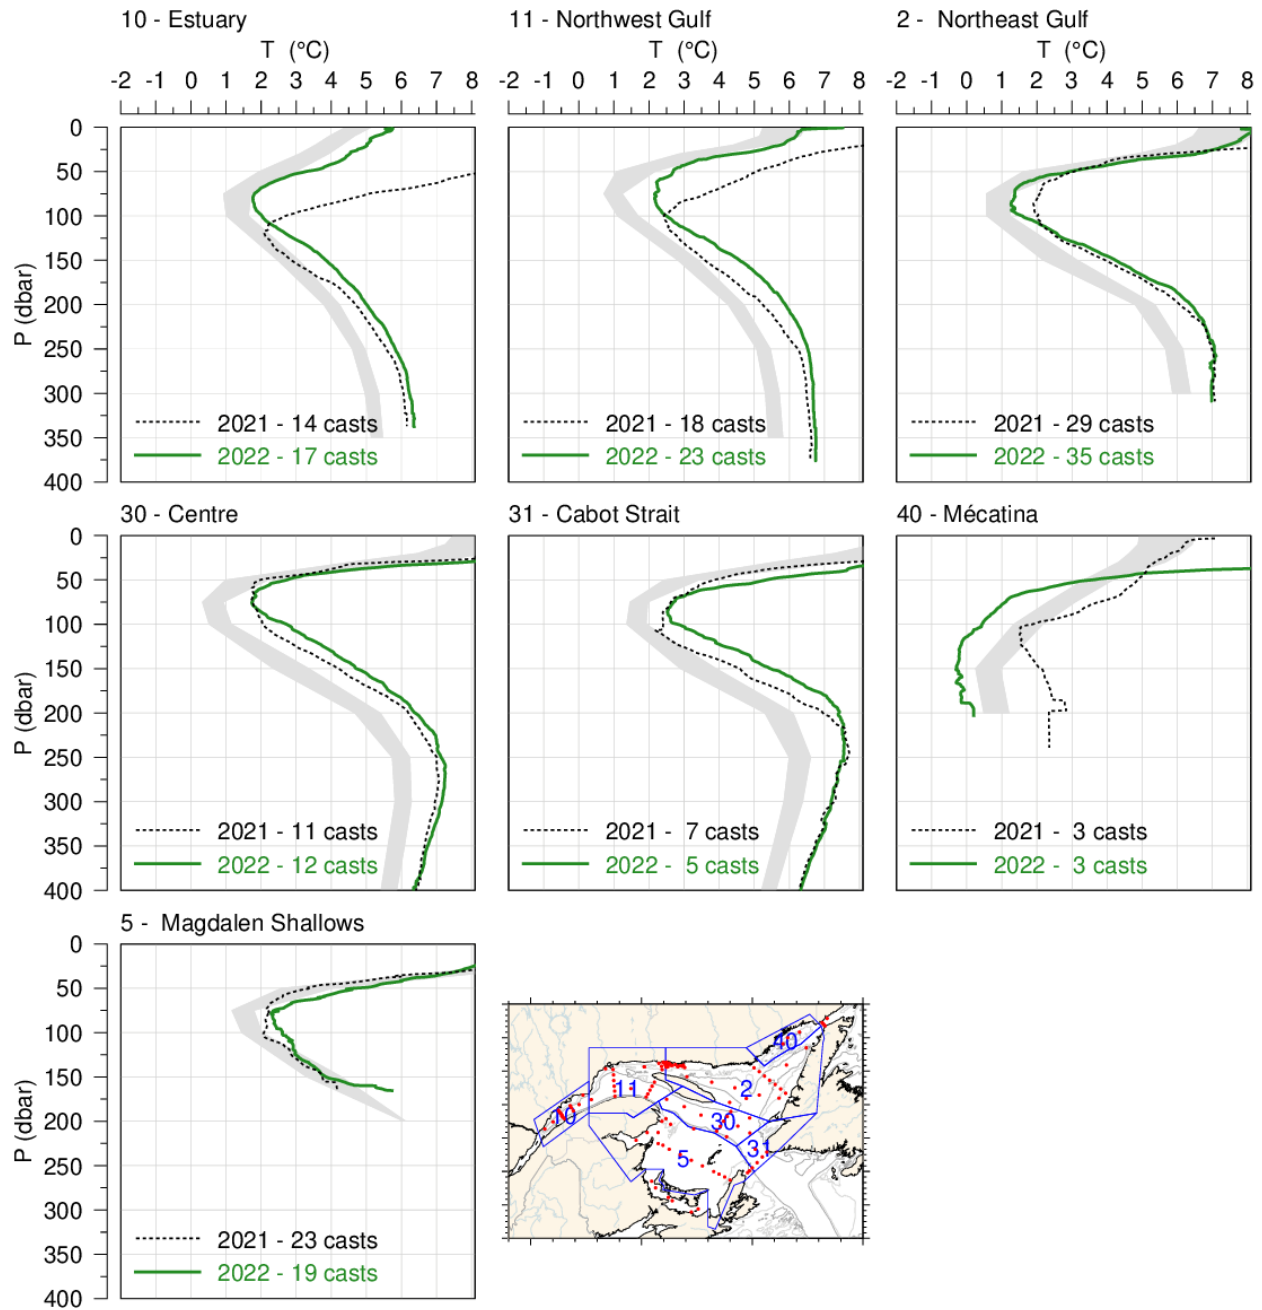 10 - Estuary
11 - Northwest Gulf
2 - Northeast Gulf
T (°C)
T (°C)
T (°C)
-2 -1 0 1 2 3 4 5 6 7 8
-2 -1 0 1 2 3 4 5 6 7 8
-2 -1 0 1 2 3 4 5 6 7 8
P (dbar)
0
50
100
150
200
250
300
350
400
2021 - 14 casts
2022 - 17 casts
2021 - 18 casts
2022 - 23 casts
2021 - 29 casts
2022 - 35 casts
30 - Centre
31 - Cabot Strait
40 - Mécatina
P (dbar)
0
50
100
150
200
250
300
350
400
2021 - 11 casts
2022 - 12 casts
2021 - 7 casts
2022 - 5 casts
2021 - 3 casts
2022 - 3 casts
5 - Magdalen Shallows
P (dbar)
0
50
100
150
200
250
300
350
400
2021 - 23 casts
2022 - 19 casts
40
11
2
10
30
31
5